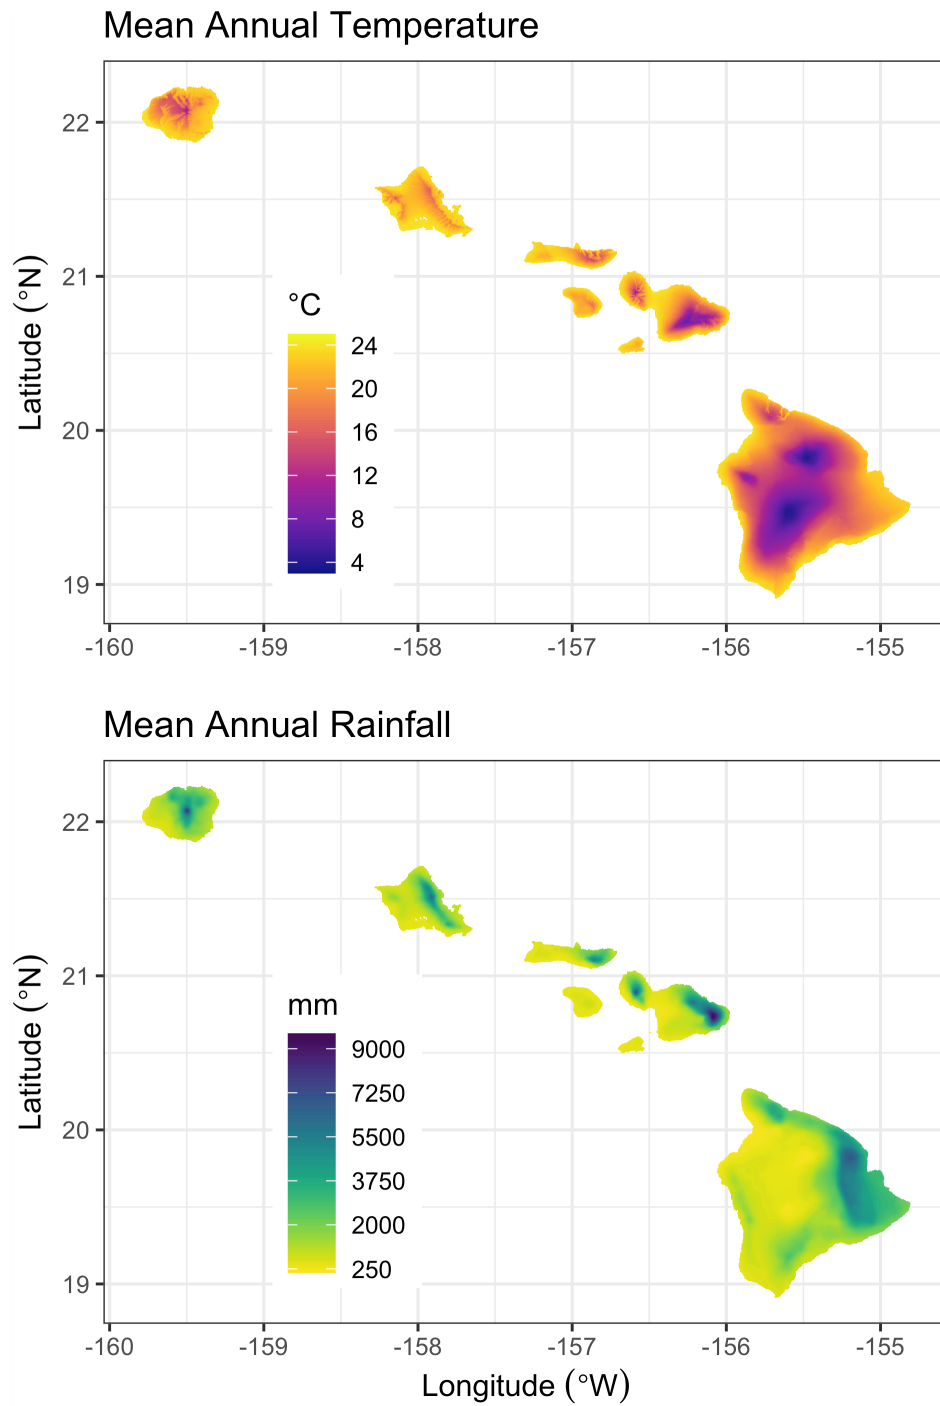 Mean Annual Temperature
22
21
20
19
Latitude (°N)
°C
24
20
16
12
8
4
-160 -159 -158 -157 -156 -155
Mean Annual Rainfall
22
21
20
19
Latitude (°N)
mm
9000
7250
5500
3750
2000
250
-160 -159 -158 -157 -156 -155
Longitude (°W)